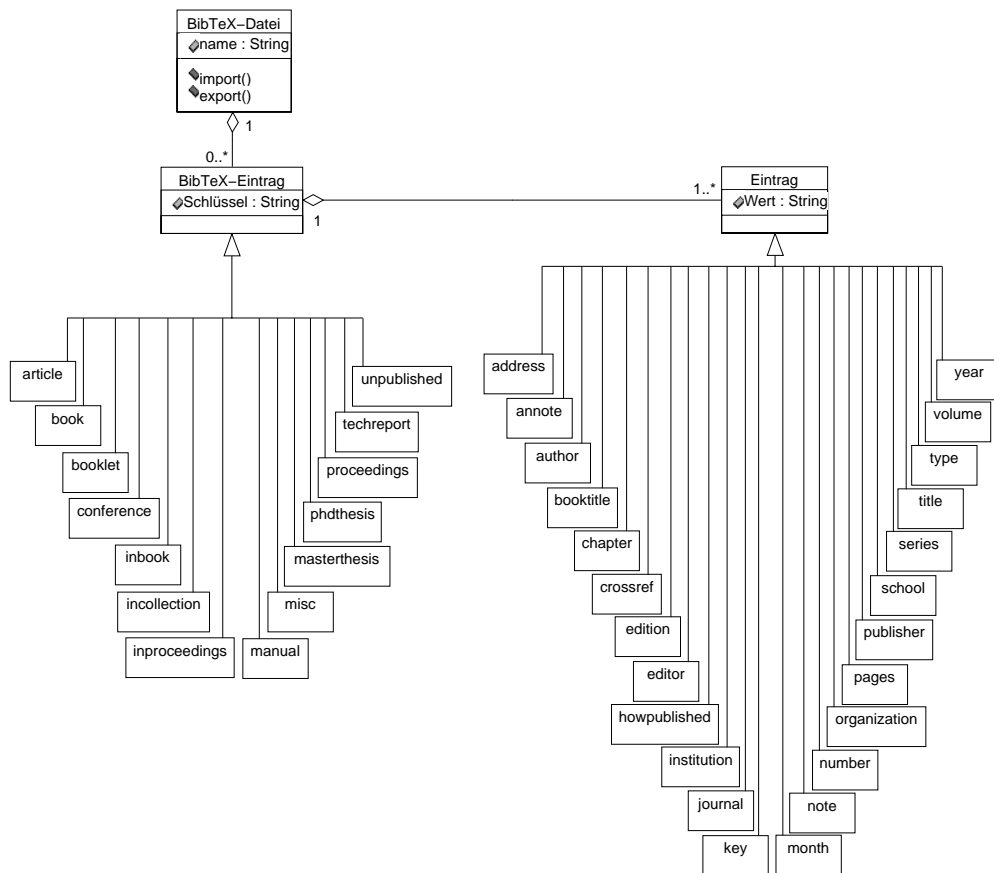 BibTeX-Datei
name : String
import()
export()
1
0..*
BibTeX-Eintrag
Schlüssel : String
1
1..*
Eintrag
Wert : String
article
book
booklet
conference
inbook
incollection
inproceedings
manual
misc
masterthesis
phdthesis
proceedings
techreport
unpublished
address
annote
author
booktitle
chapter
crossref
edition
editor
howpublished
institution
journal
key
month
note
number
organization
pages
publisher
school
series
title
type
volume
year